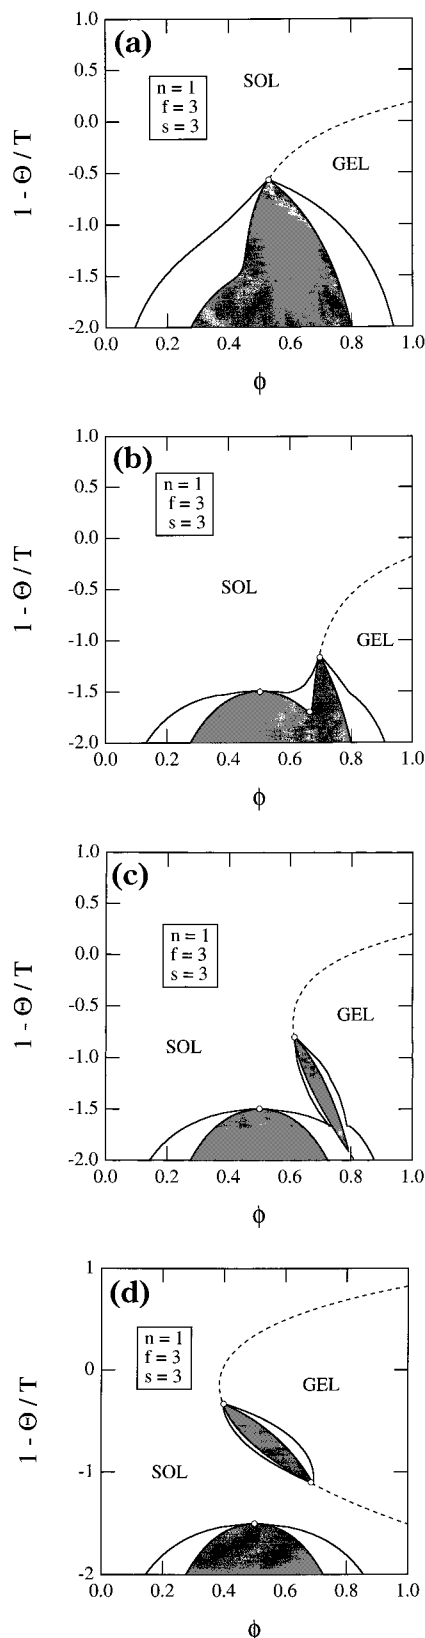 (a)
1.0
0.5
0.0
-0.5
-1.0
-1.5
-2.0
1 - Θ / T
n = 1
f = 3
s = 3
SOL
GEL
0.0 0.2 0.4 0.6 0.8 1.0
ϕ
(b)
1.0
0.5
0.0
-0.5
-1.0
-1.5
-2.0
1 - Θ / T
n = 1
f = 3
s = 3
SOL
GEL
0.0 0.2 0.4 0.6 0.8 1.0
ϕ
(c)
1.0
0.5
0.0
-0.5
-1.0
-1.5
-2.0
1 - Θ / T
n = 1
f = 3
s = 3
SOL
GEL
0.0 0.2 0.4 0.6 0.8 1.0
ϕ
(d)
1
0
-1
-2
1 - Θ / T
n = 1
f = 3
s = 3
SOL
GEL
0.0 0.2 0.4 0.6 0.8 1.0
ϕ